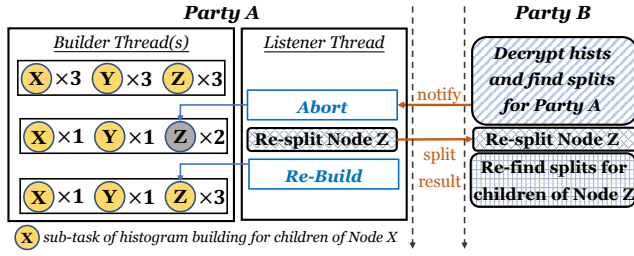 Party A
Party B
Builder Thread(s)
Listener Thread
X ×3 Y ×3 Z ×3
Decrypt hists
and find splits
for Party A
notify
Abort
X ×1 Y ×1 Z ×2
Re-split Node Z
Re-split Node Z
split
result
Re-Build
Re-find splits for
children of Node Z
X ×1 Y ×1 Z ×3
X sub-task of histogram building for children of Node X